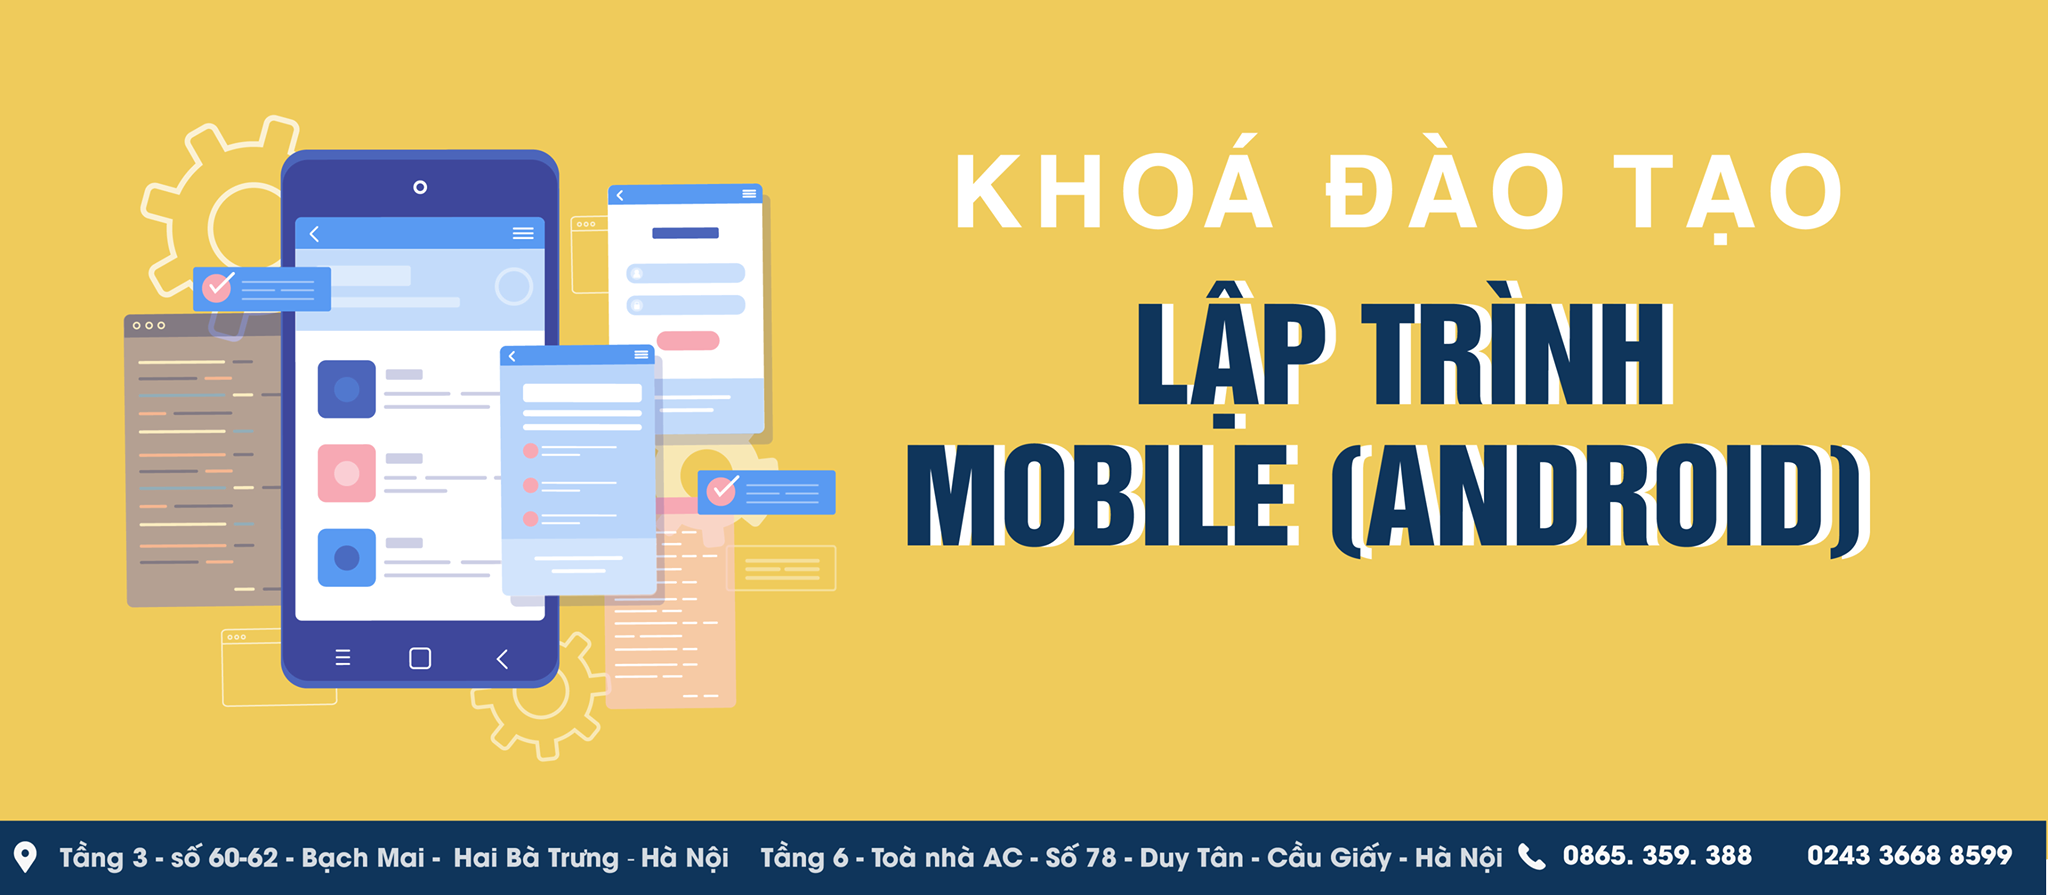 KHOÁ ĐÀO TẠO
LẬP TRÌNH
MOBILE (ANDROID)
Tầng 3 - số 60-62 - Bạch Mai - Hai Bà Trưng - Hà Nội
Tầng 6 - Toà nhà AC - Số 78 - Duy Tân - Cầu Giấy - Hà Nội
0865. 359. 388
0243 3668 8599